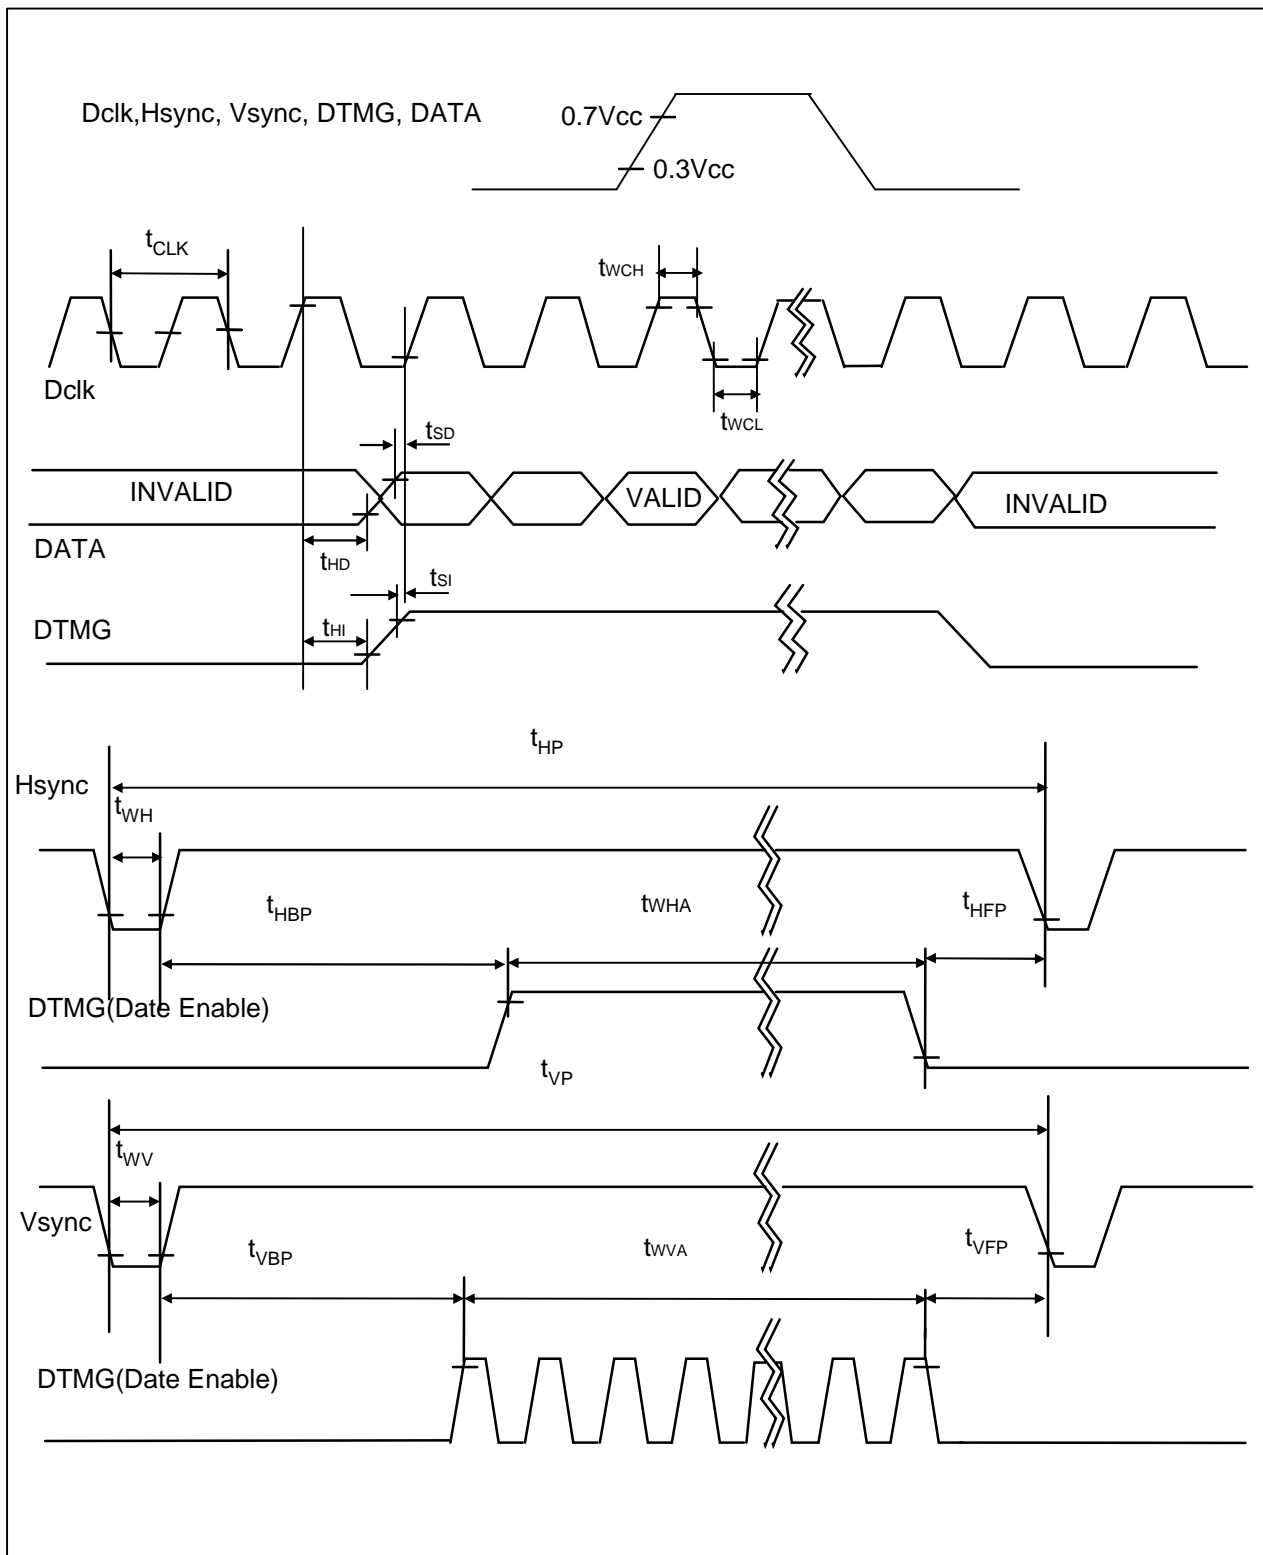 Dclk,Hsync, Vsync, DTMG, DATA
0.7Vcc
0.3Vcc
tCLK
tWCH
Dclk
tWCL
tSD
INVALID
VALID
INVALID
DATA
tHD
tSI
DTMG
tHI
tHP
Hsync
tWH
tHBP
tWHA
tHFP
DTMG(Date Enable)
tVP
tWV
Vsync
tVBP
tWVA
tVFP
DTMG(Date Enable)